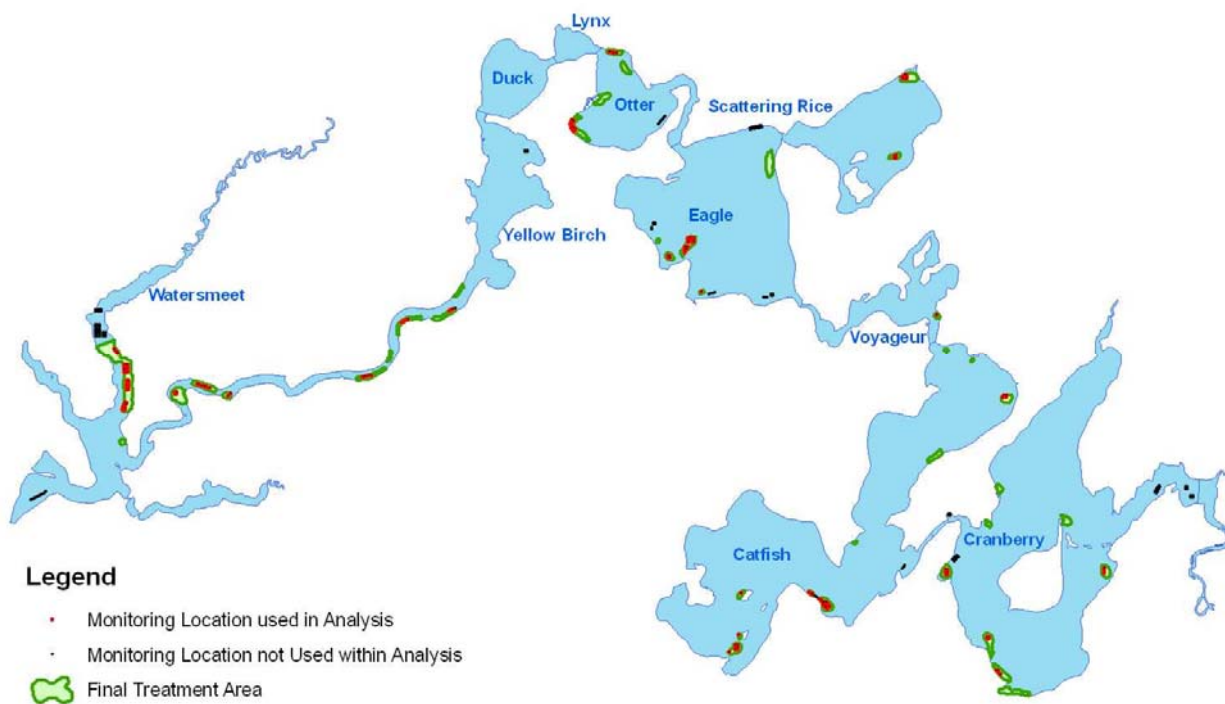 Lynx
Duck
Otter
Scattering Rice
Eagle
Yellow Birch
Watersmeet
Voyageur
Cranberry
Catfish
Legend
Monitoring Location used in Analysis
Monitoring Location not Used within Analysis
Final Treatment Area